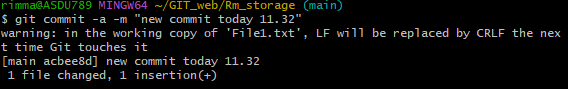 rimma@ASDU789 MINGW64 ~/GIT_web/Rm_storage (main)
$ git commit -a -m "new commit today 11.32"
warning: in the working copy of 'File1.txt', LF will be replaced by CRLF the nex
t time Git touches it
[main acbee8d] new commit today 11.32
 1 file changed, 1 insertion(+)